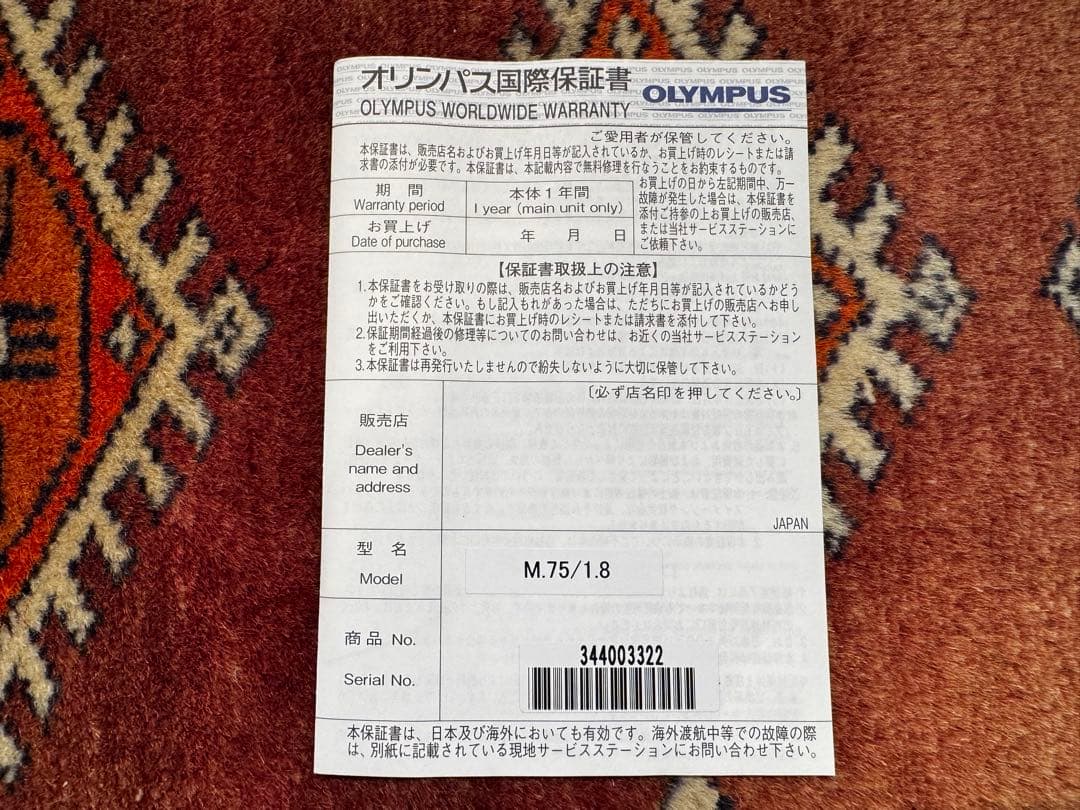 オリンパス国際保証書
OLYMPUS WORLDWIDE WARRANTY
OLYMPUS
ご愛用者が保管してください。
本保証書は、販売店名およびお買上げ年月日等が記入されているか、お買上げ時のレシートまたは請
求書の添付が必要です。本保証書は、本記載内容で無料修理を行なうことをお約束するものです。
期 間
Warranty period
本体1年間
1 year (main unit only)
お買上げの日から左記期間中、万一
故障が発生した場合は、本保証書を
添付ご持参の上お買上げの販売店、
または当社サービスステーションに
ご依頼下さい。
お買上げ
Date of purchase
年 月 日
【保証書取扱上の注意】
1.本保証書をお受け取りの際は、販売店名およびお買上げ年月日等が記入されているかどう
かをご確認ください。もし記入もれがあった場合は、ただちにお買上げの販売店へお申し
出いただくか、本保証書にお買上げ時のレシートまたは請求書を添付して下さい。
2.保証期間経過後の修理等についてのお問い合わせは、お近くの当社サービスステーション
をご利用下さい。
3.本保証書は再発行いたしませんので紛失しないように大切に保管して下さい。
〔必ず店名印を押してください。〕
販売店
Dealer's
name and
address
JAPAN
型 名
Model
M.75/1.8
商品 No.
Serial No.
344003322
本保証書は、日本及び海外においても有効です。海外渡航中等での故障の際
は、別紙に記載されている現地サービスステーションにお問い合わせ下さい。